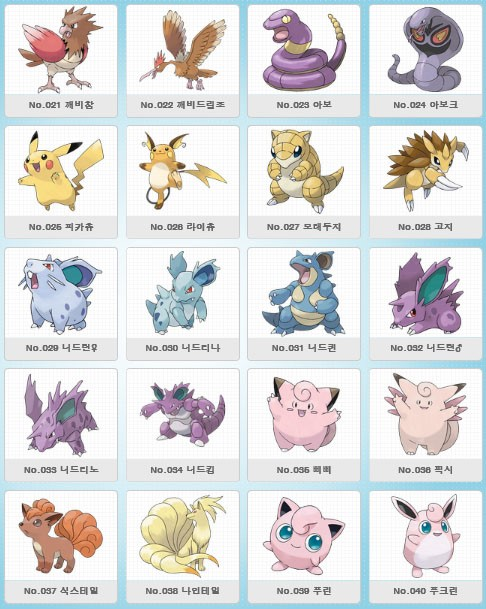 No.021 깨비참
No.022 깨비드릴조
No.023 아보
No.024 아보크
No.025 피카츄
No.026 라이츄
No.027 모래두지
No.028 고지
No.029 니드런♀
No.030 니드리나
No.031 니드퀸
No.032 니드런♂
No.033 니드리노
No.034 니드킹
No.035 삐삐
No.036 픽시
No.037 식스테일
No.038 나인테일
No.039 푸린
No.040 푸크린